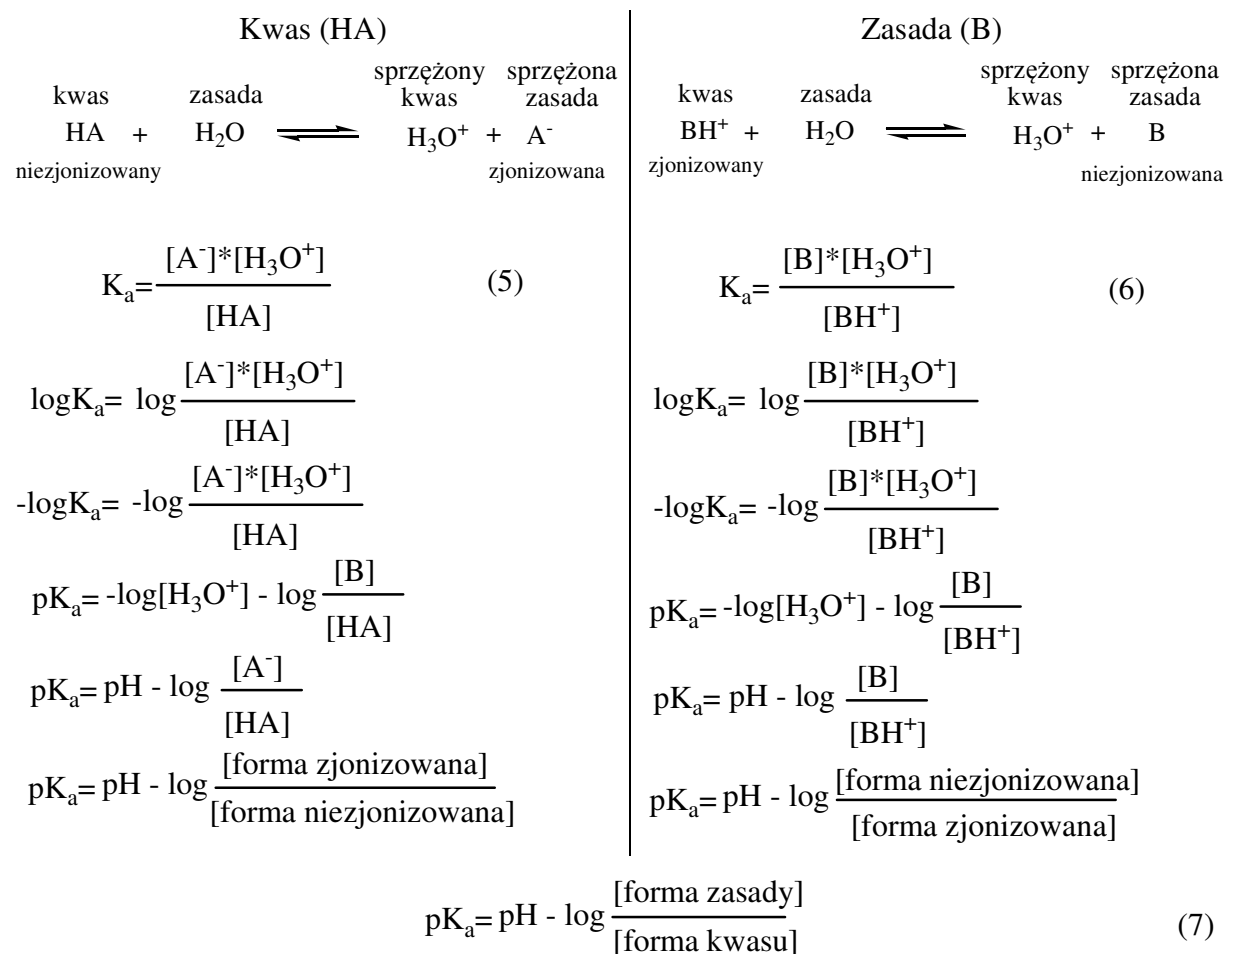 Kwas (HA)
kwas zasada sprzężony kwas sprzężona zasada
HA + H₂O ⇌ H₃O⁺ + A⁻
niezjonizowany zjonizowana
Kₐ= [A⁻]*[H₃O⁺] / [HA] (5)
logKₐ= log [A⁻]*[H₃O⁺] / [HA]
-logKₐ= -log [A⁻]*[H₃O⁺] / [HA]
pKₐ= -log[H₃O⁺] - log [B] / [HA]
pKₐ= pH - log [A⁻] / [HA]
pKₐ= pH - log [forma zjonizowana] / [forma niezjonizowana]
Zasada (B)
kwas zasada sprzężony kwas sprzężona zasada
BH⁺ + H₂O ⇌ H₃O⁺ + B
zjonizowany niezjonizowana
Kₐ= [B]*[H₃O⁺] / [BH⁺] (6)
logKₐ= log [B]*[H₃O⁺] / [BH⁺]
-logKₐ= -log [B]*[H₃O⁺] / [BH⁺]
pKₐ= -log[H₃O⁺] - log [B] / [BH⁺]
pKₐ= pH - log [B] / [BH⁺]
pKₐ= pH - log [forma niezjonizowana] / [forma zjonizowana]
pKₐ= pH - log [forma zasady] / [forma kwasu] (7)